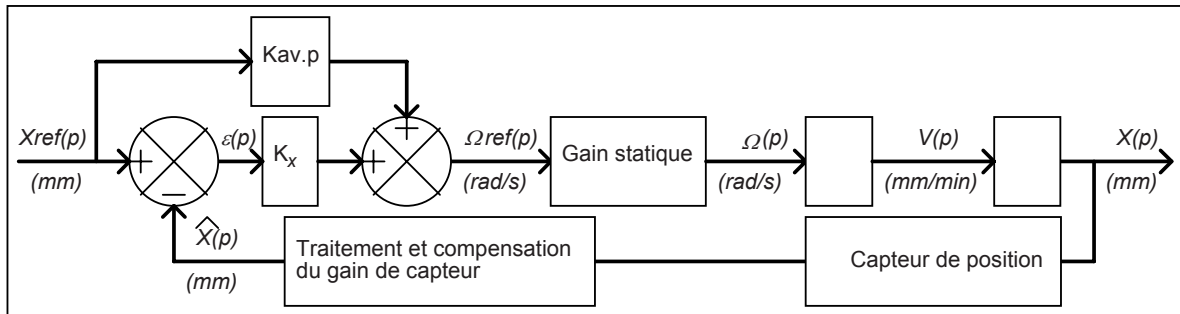 Kav.p
Xref(p)
(mm)
+
−
ε(p)
Kx
+
+
Ωref(p)
(rad/s)
Gain statique
Ω(p)
(rad/s)
V(p)
(mm/min)
X(p)
(mm)
X̂(p)
(mm)
Traitement et compensation
du gain de capteur
Capteur de position